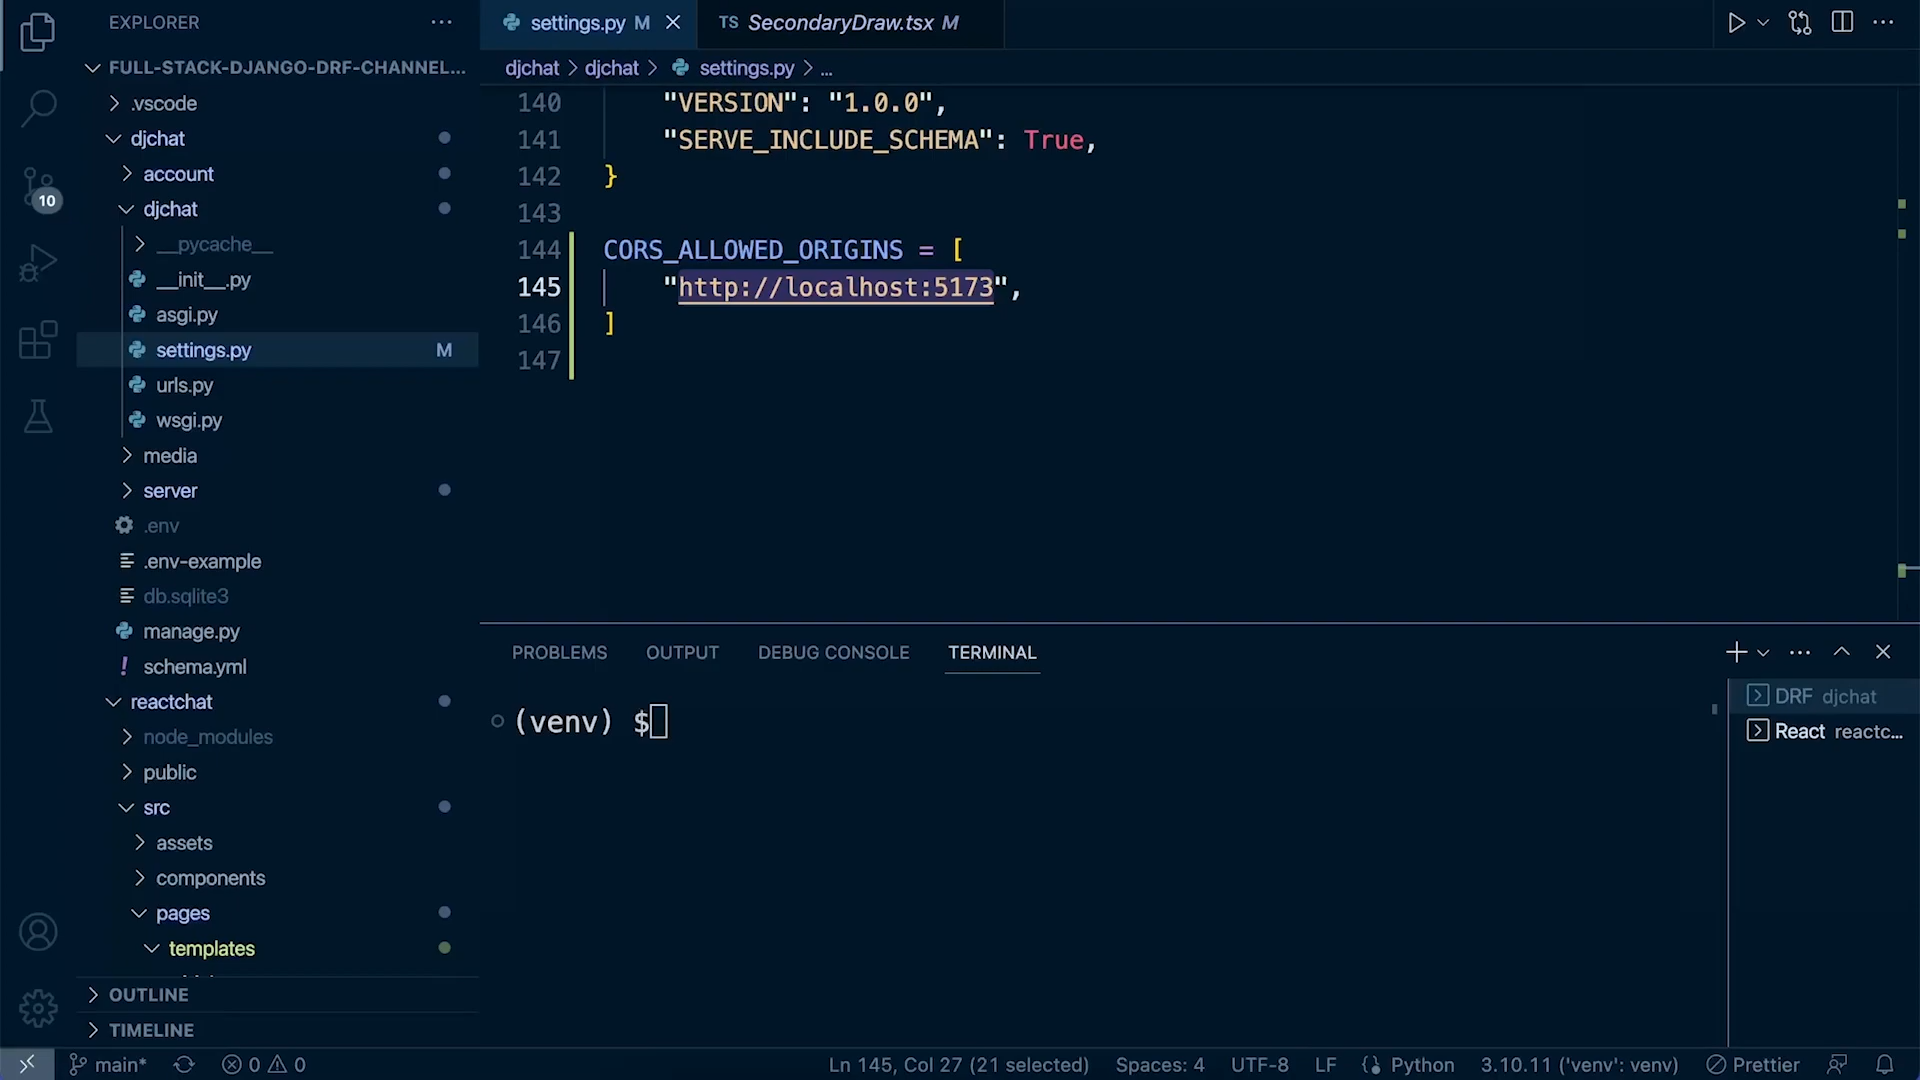 EXPLORER
FULL-STACK-DJANGO-DRF-CHANNEL...
.vscode
djchat
account
djchat
__pycache__
__init__.py
asgi.py
settings.py M
urls.py
wsgi.py
media
server
.env
.env-example
db.sqlite3
manage.py
! schema.yml
reactchat
node_modules
public
src
assets
components
pages
templates
OUTLINE
TIMELINE
10
settings.py M
TS SecondaryDraw.tsx M
djchat > djchat > settings.py > ...
140 "VERSION": "1.0.0",
141 "SERVE_INCLUDE_SCHEMA": True,
142 }
143
144 CORS_ALLOWED_ORIGINS = [
145 "http://localhost:5173",
146 ]
147
PROBLEMS OUTPUT DEBUG CONSOLE TERMINAL
(venv) $
DRF djchat
React reactc...
main* 0 0 Ln 145, Col 27 (21 selected) Spaces: 4 UTF-8 LF Python 3.10.11 ('venv': venv) Prettier